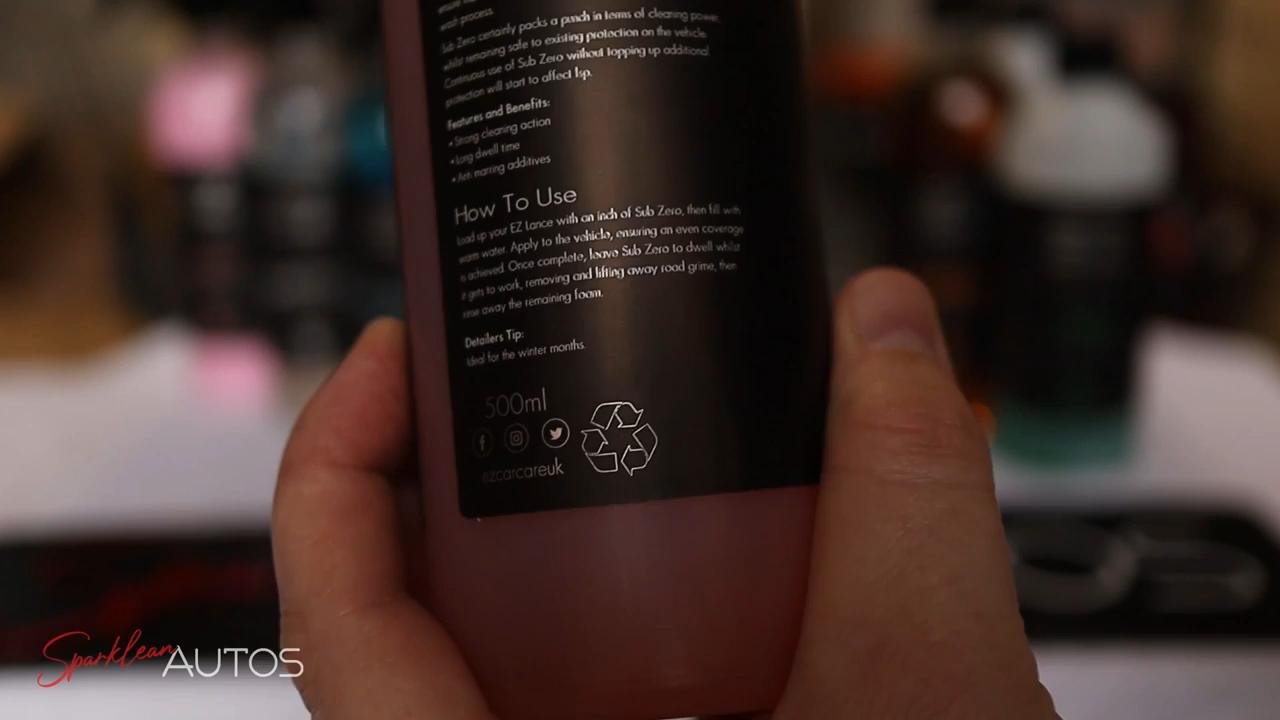 wash process.
Sub Zero certainly packs a punch in terms of cleaning power,
whilst remaining safe to existing protection on the vehicle.
Continuous use of Sub Zero without topping up additional
protection will start to affect lsp.
Features and Benefits:
• Strong cleaning action
• Long dwell time
• Anti marring additives
How To Use
Load up your EZ Lance with an inch of Sub Zero, then fill with
warm water. Apply to the vehicle, ensuring an even coverage
is achieved. Once complete, leave Sub Zero to dwell whilst
it gets to work, removing and lifting away road grime, then
rinse away the remaining foam.
Detailers Tip:
Ideal for the winter months.
500ml
ezcarcareuk
Sparklean AUTOS